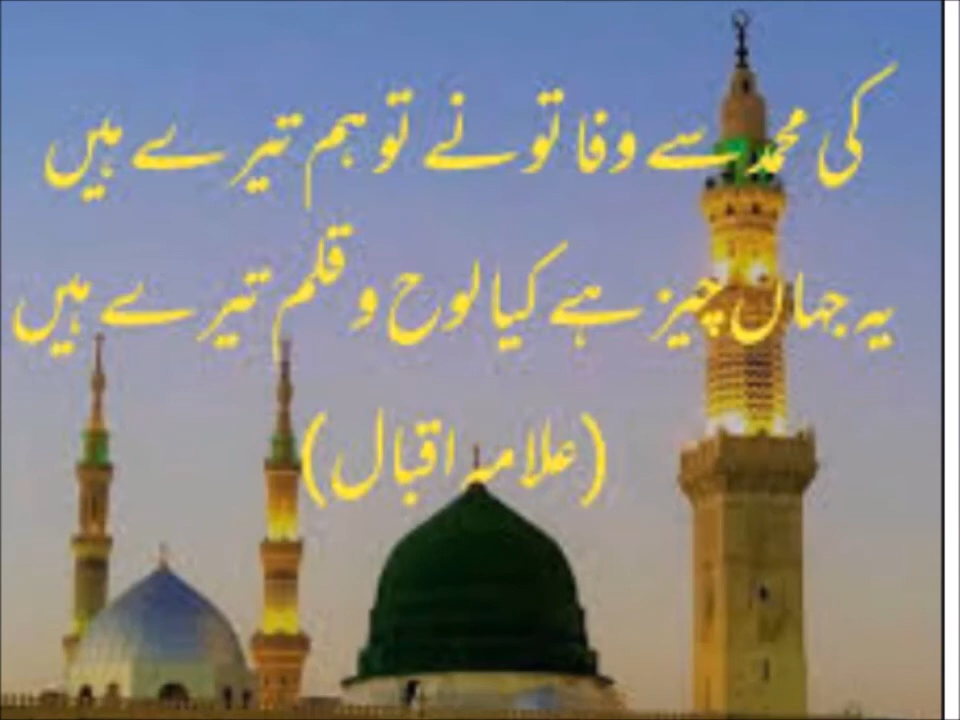 کی محمد سے وفا تو نے تو ہم تیرے ہیں
یہ جہاں چیز ہے کیا لوح و قلم تیرے ہیں
(علامہ اقبال)